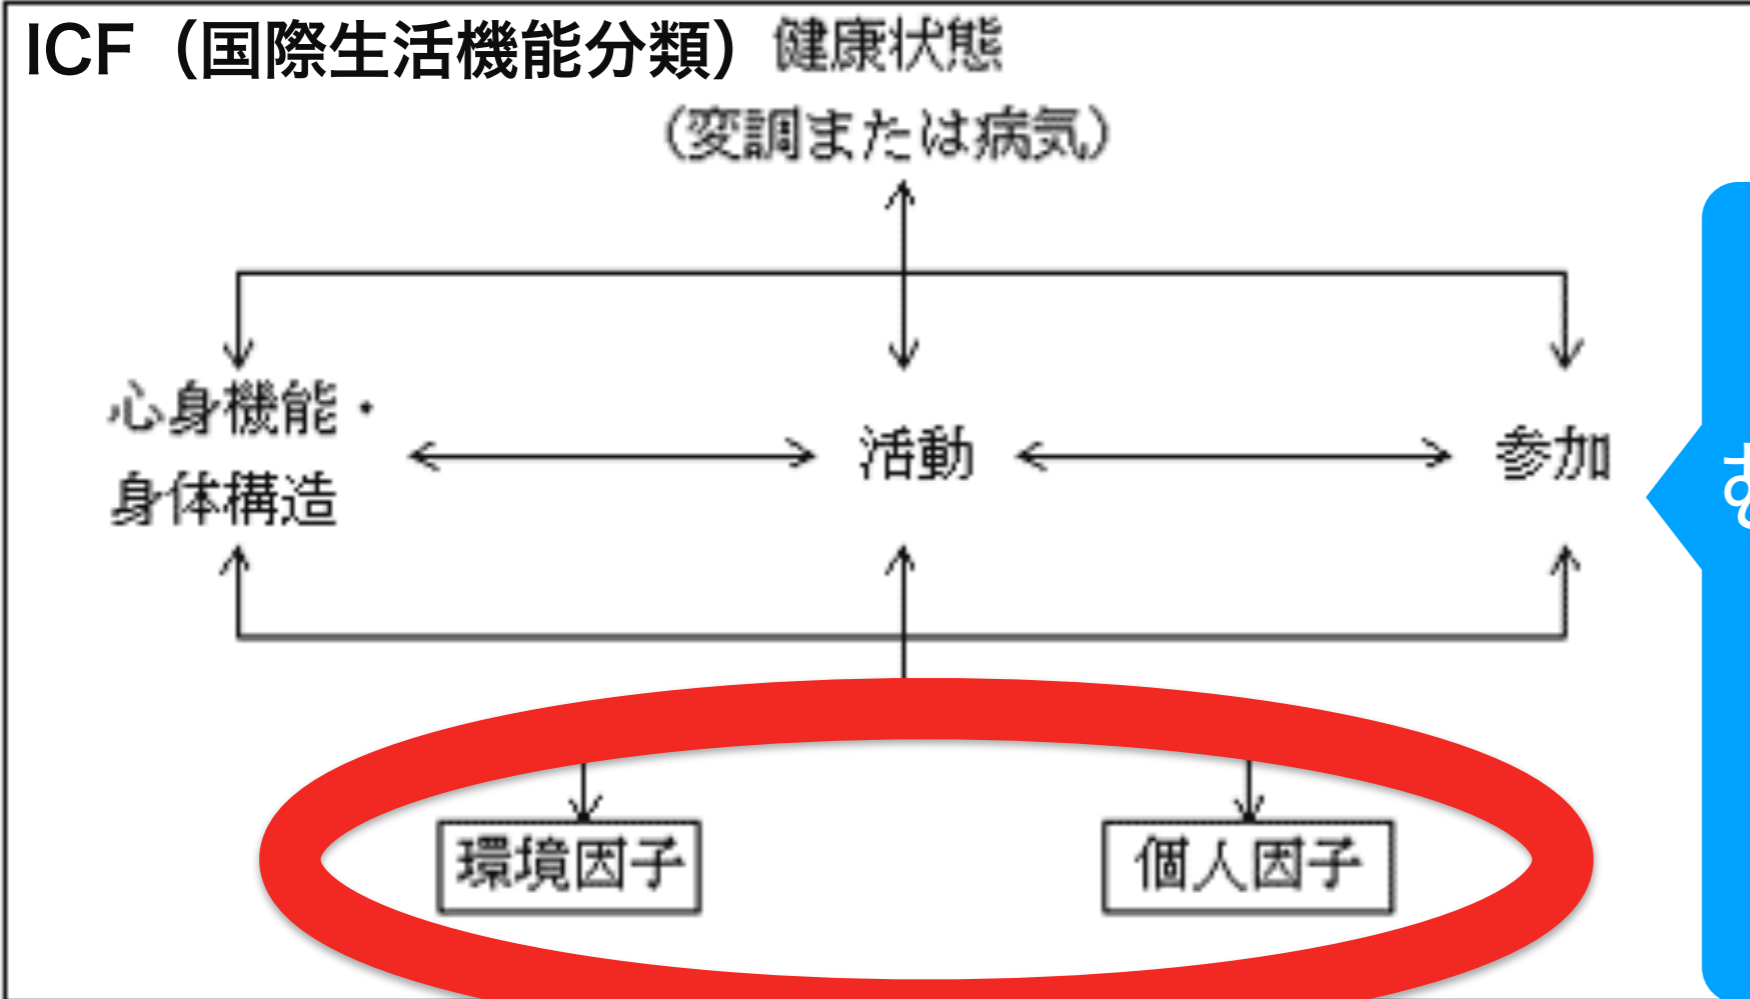 ICF（国際生活機能分類）健康状態
（変調または病気）
心身機能・
身体構造
活動
参加
環境因子
個人因子